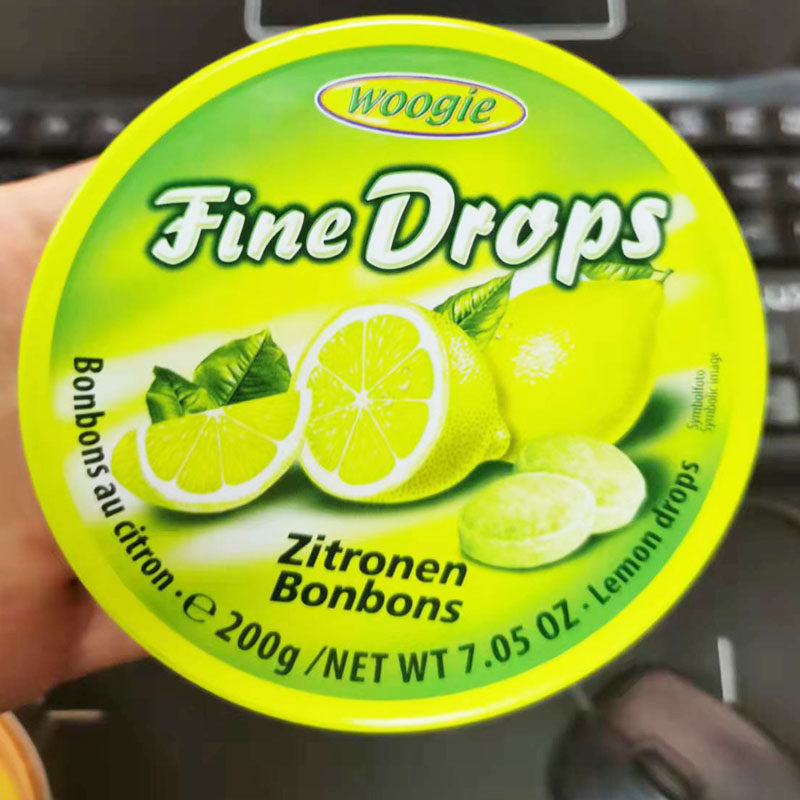 woogie
Fine Drops
Symbolfoto
Symbolic image
Zitronen
Bonbons
Bonbons au citron · ℮ 200g /NET WT 7.05 OZ · Lemon drops